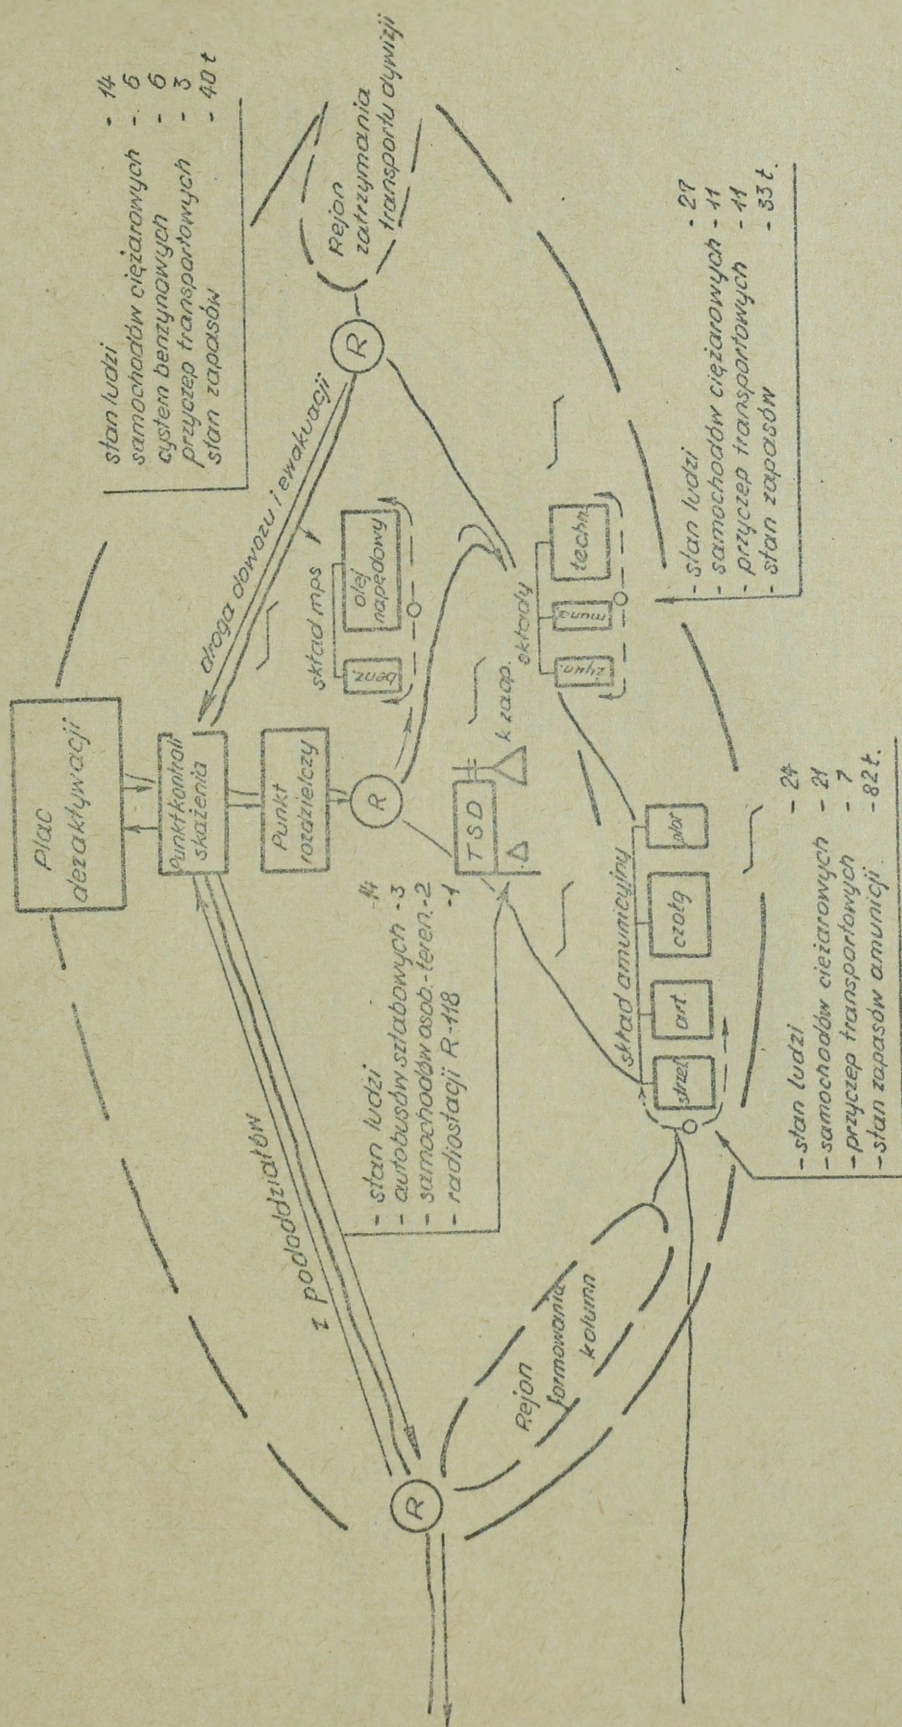 Plac
dezaktywacji
Punkt kontroli
skażenia
Punkt
rozdzielczy
R
droga dowozu i ewakuacji
R
Rejon
zatrzymania
transportu dywizji
stan ludzi - 14
samochodów ciężarowych - 6
cystern benzynowych - 6
przyczep transportowych - 3
stan zapasów - 40 t
skład mps
benz.
olej
napędowy
z pododdziałów
R
- stan ludzi - 14
- autobusów sztabowych - 3
- samochodów osob.-teren. - 2
- radiostacji R-118 - 1
TSD
k zaop.
składy
żywn.
mund
techn.
- stan ludzi - 27
- samochodów ciężarowych - 11
- przyczep transportowych - 11
- stan zapasów - 33 t.
skład amunicyjny
strzel
art
czołg
plot
Rejon
formowania
kolumn
- stan ludzi - 24
- samochodów ciężarowych - 21
- przyczep transportowych - 7
- stan zapasów amunicji - 82 t.